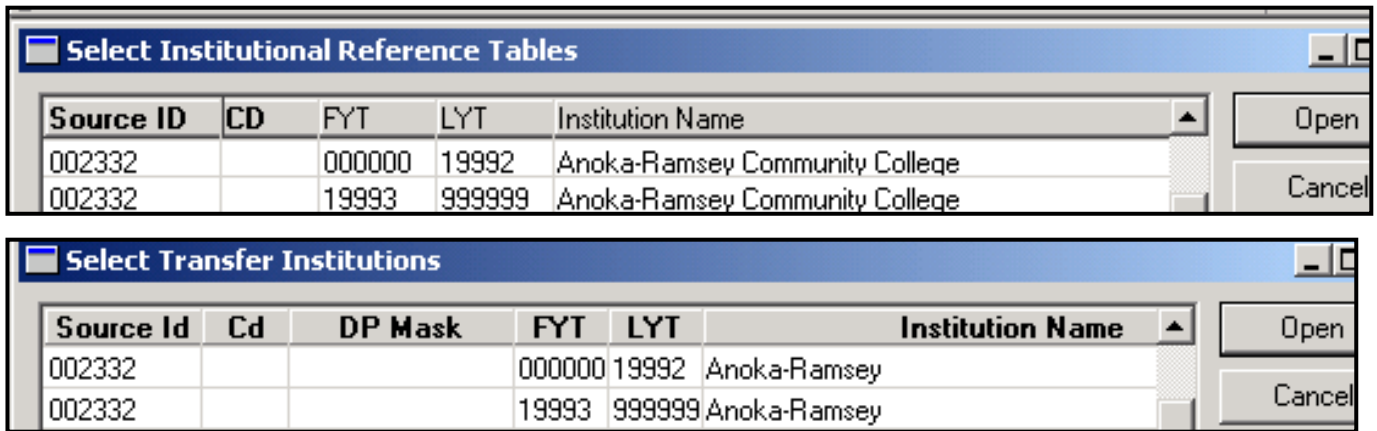 Select Institutional Reference Tables
Source ID CD FYT LYT Institution Name Open
002332 000000 19992 Anoka-Ramsey Community College
Cancel
002332 19993 999999 Anoka-Ramsey Community College
Select Transfer Institutions
Source Id Cd DP Mask FYT LYT Institution Name Open
002332 000000 19992 Anoka-Ramsey
Cancel
002332 19993 999999 Anoka-Ramsey